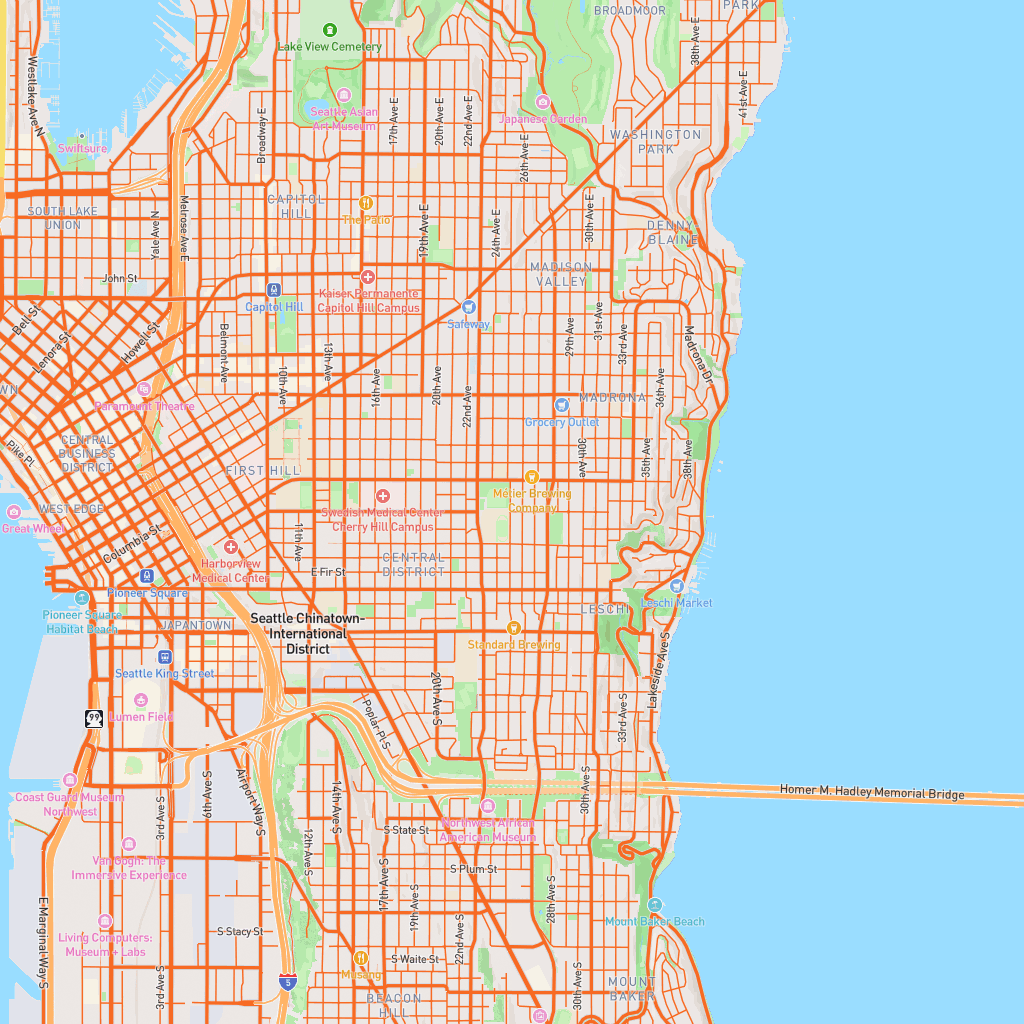 PARK
BROADMOOR
38th Ave E
Lake View Cemetery
Westlake Ave N
41st Ave E
Seattle Asian
Art Museum
17th Ave E
20th Ave E
22nd Ave E
Japanese Garden
Broadway E
WASHINGTON
PARK
Swiftsure
26th Ave E
CAPITOL
HILL
The Patio
SOUTH LAKE
UNION
Yale Ave N
Melrose Ave E
19th Ave E
24th Ave E
30th Ave E
DENNY
BLAINE
John St
MADISON
VALLEY
Kaiser Permanente
Capitol Hill Campus
Capitol Hill
Safeway
Bell St
Lenora St
Howell St
Belmont Ave
13th Ave
29th Ave
31st Ave
33rd Ave
Madrona Dr
10th Ave
16th Ave
20th Ave
22nd Ave
36th Ave
WN
Paramount Theatre
MADRONA
Grocery Outlet
Pike Pl
CENTRAL
BUSINESS
DISTRICT
FIRST HILL
30th Ave
35th Ave
38th Ave
Métier Brewing
Company
WEST EDGE
Great Wheel
Swedish Medical Center
Cherry Hill Campus
Columbia St
11th Ave
Harborview
Medical Center
E Fir St
CENTRAL
DISTRICT
Pioneer Square
Pioneer Square
Habitat Beach
JAPANTOWN
Seattle Chinatown-
International
District
LESCHI
Leschi Market
Standard Brewing
Seattle King Street
Lakeside Ave S
20th Ave S
Poplar Pl S
33rd Ave S
Lumen Field
99
Homer M. Hadley Memorial Bridge
Coast Guard Museum
Northwest
6th Ave S
Airport Way S
3rd Ave S
14th Ave S
30th Ave S
S State St
Northwest African
American Museum
12th Ave S
Van Gogh: The
Immersive Experience
17th Ave S
19th Ave S
S Plum St
28th Ave S
E Marginal Way S
Living Computers:
Museum + Labs
S Stacy St
22nd Ave S
Mount Baker Beach
3rd Ave S
5
Musang
S Waite St
30th Ave S
MOUNT
BAKER
BEACON
HILL